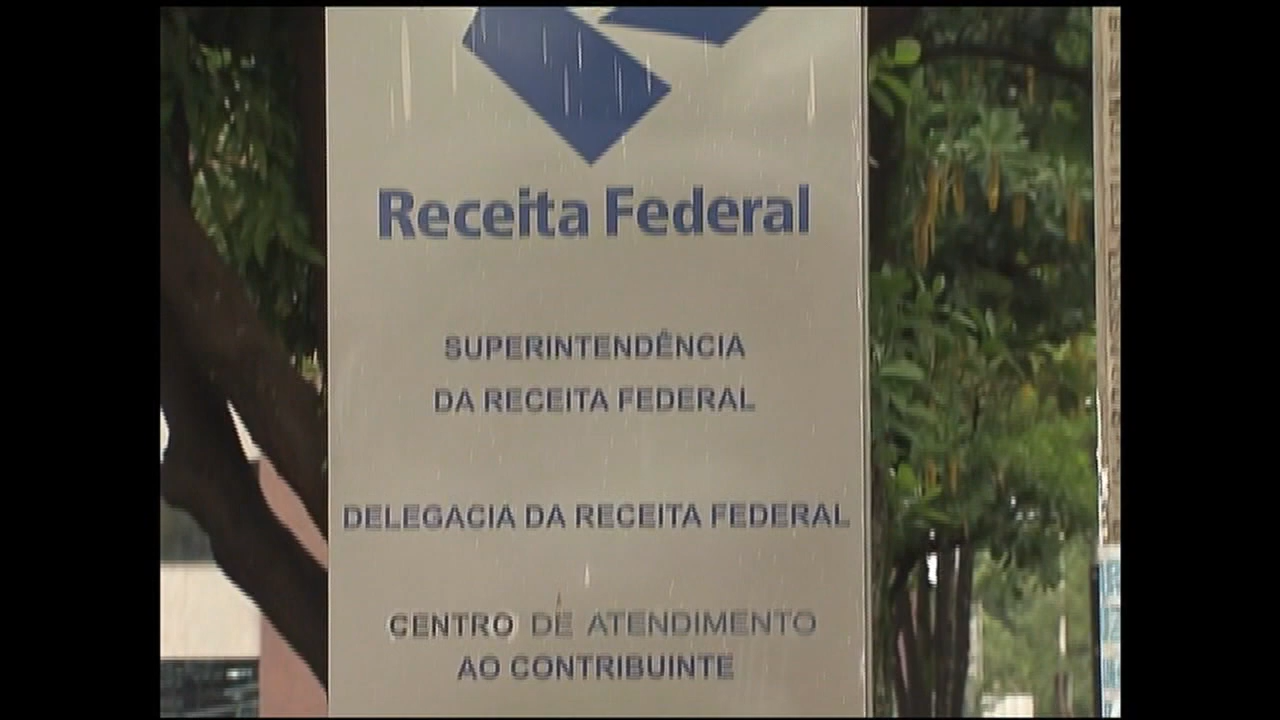 Receita Federal
SUPERINTENDÊNCIA
DA RECEITA FEDERAL
DELEGACIA DA RECEITA FEDERAL
CENTRO DE ATENDIMENTO
AO CONTRIBUINTE